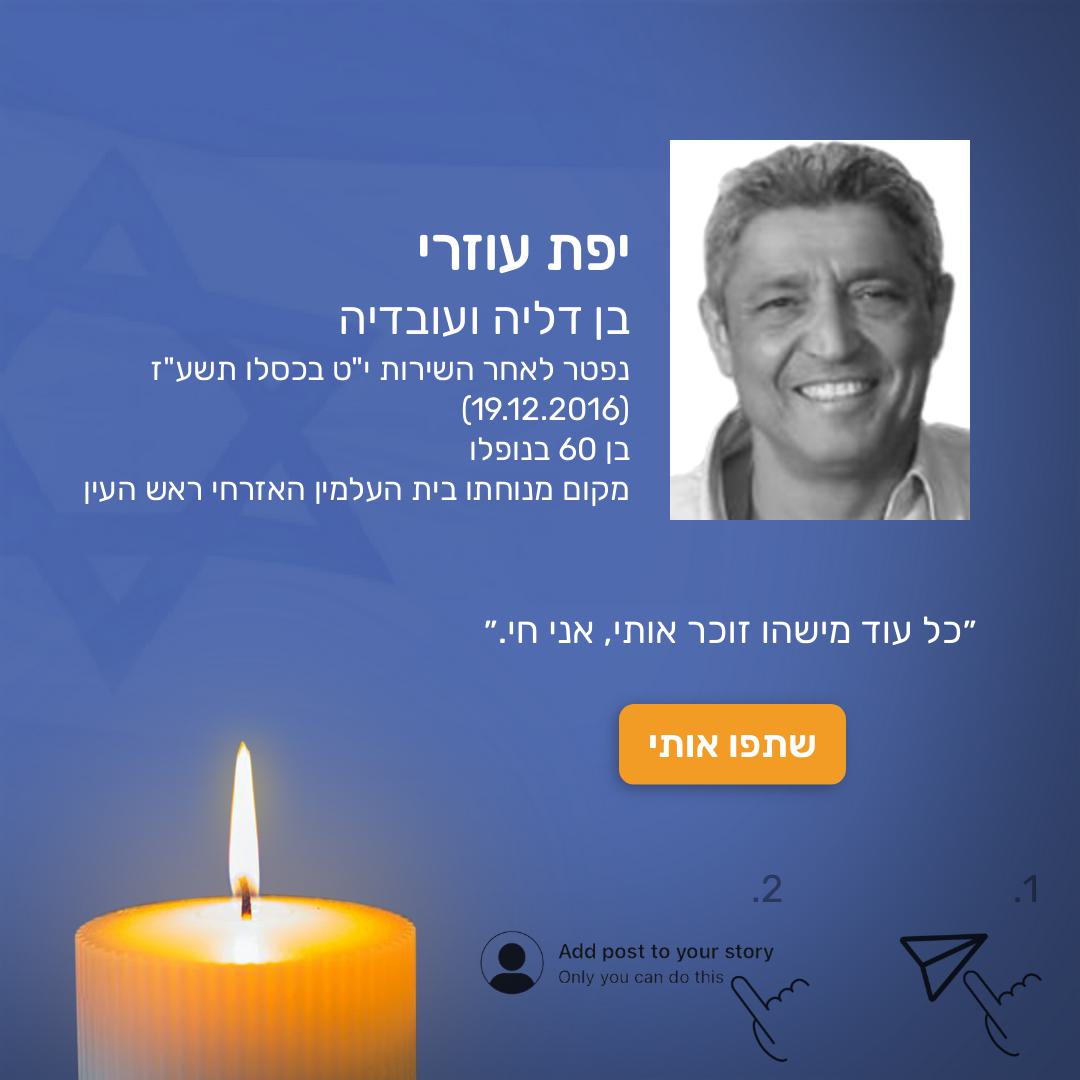 יפת עוזרי
בן דליה ועובדיה
נפטר לאחר השירות י"ט בכסלו תשע"ז
(19.12.2016)
בן 60 בנופלו
מקום מנוחתו בית העלמין האזרחי ראש העין
״כל עוד מישהו זוכר אותי, אני חי.״
שתפו אותי
1.
2.
Add post to your story
Only you can do this